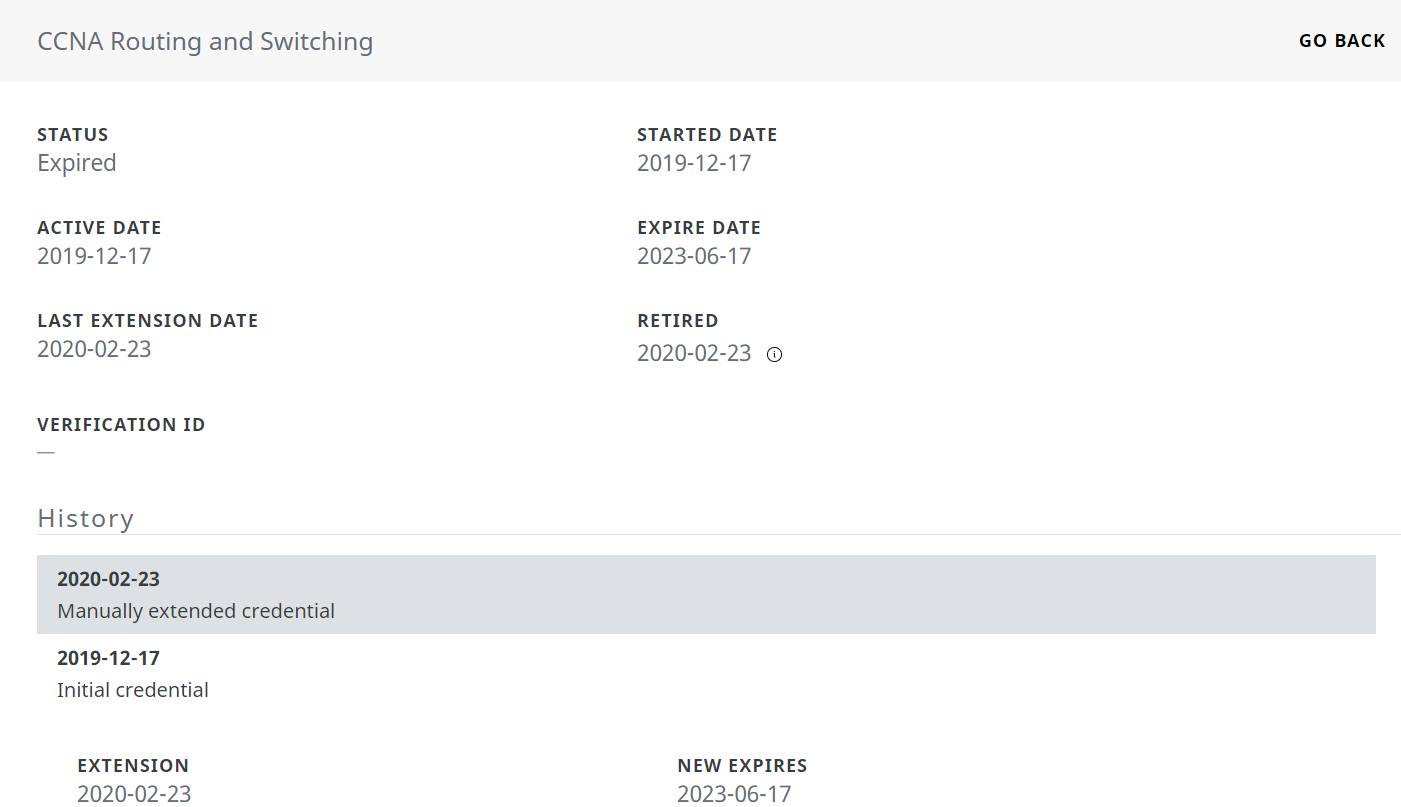 CCNA Routing and Switching
GO BACK
STATUS
Expired
STARTED DATE
2019-12-17
ACTIVE DATE
2019-12-17
EXPIRE DATE
2023-06-17
LAST EXTENSION DATE
2020-02-23
RETIRED
2020-02-23
VERIFICATION ID
—
History
2020-02-23
Manually extended credential
2019-12-17
Initial credential
EXTENSION
2020-02-23
NEW EXPIRES
2023-06-17